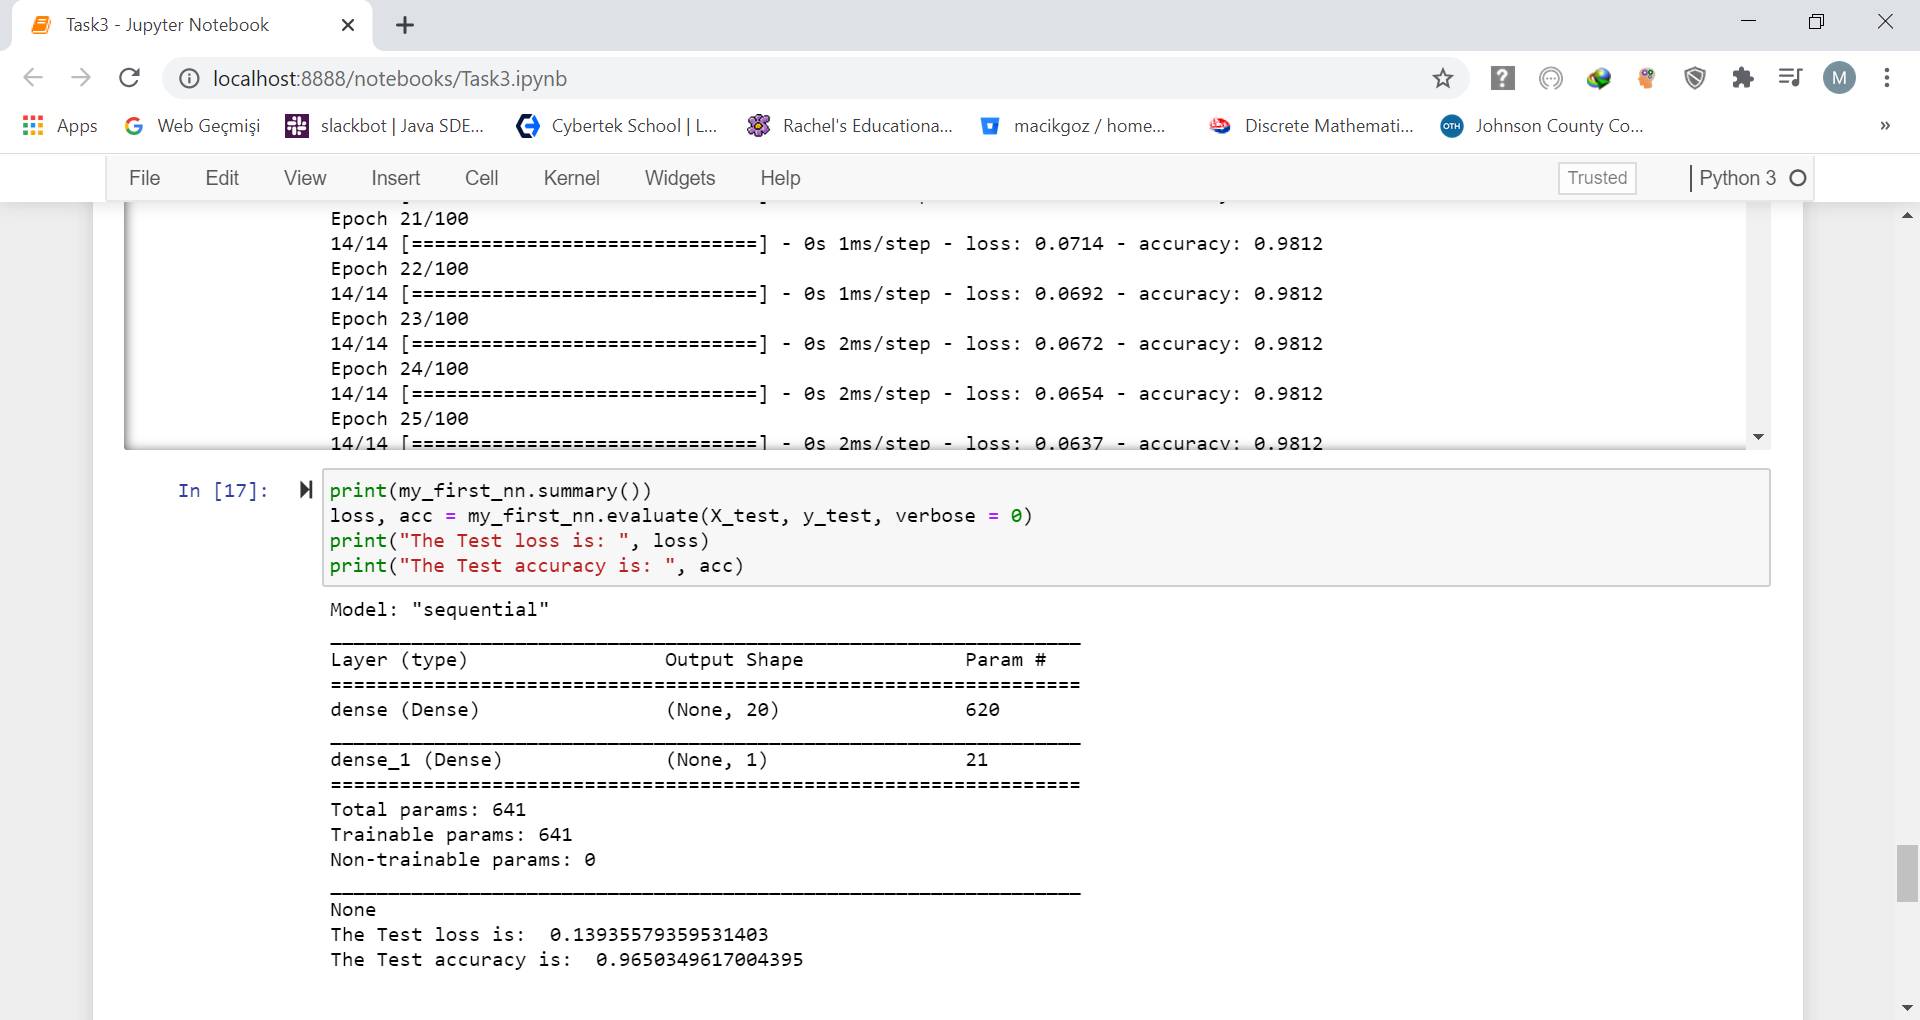 Task3 - Jupyter Notebook
localhost:8888/notebooks/Task3.ipynb
M
Apps
Web Geçmişi
slackbot | Java SDE...
Cybertek School | L...
Rachel's Educationa...
macikgoz / home...
Discrete Mathemati...
OTH
Johnson County Co...
»
File Edit View Insert Cell Kernel Widgets Help
Trusted
Python 3
Epoch 21/100
14/14 [==============================] - 0s 1ms/step - loss: 0.0714 - accuracy: 0.9812
Epoch 22/100
14/14 [==============================] - 0s 1ms/step - loss: 0.0692 - accuracy: 0.9812
Epoch 23/100
14/14 [==============================] - 0s 2ms/step - loss: 0.0672 - accuracy: 0.9812
Epoch 24/100
14/14 [==============================] - 0s 2ms/step - loss: 0.0654 - accuracy: 0.9812
Epoch 25/100
14/14 [==============================] - 0s 2ms/step - loss: 0.0637 - accuracy: 0.9812
In [17]:
print(my_first_nn.summary())
loss, acc = my_first_nn.evaluate(X_test, y_test, verbose = 0)
print("The Test loss is: ", loss)
print("The Test accuracy is: ", acc)
Model: "sequential"
_________________________________________________________________
Layer (type)                 Output Shape              Param #
=================================================================
dense (Dense)                (None, 20)                620
_________________________________________________________________
dense_1 (Dense)              (None, 1)                 21
=================================================================
Total params: 641
Trainable params: 641
Non-trainable params: 0
_________________________________________________________________
None
The Test loss is:  0.13935579359531403
The Test accuracy is:  0.9650349617004395